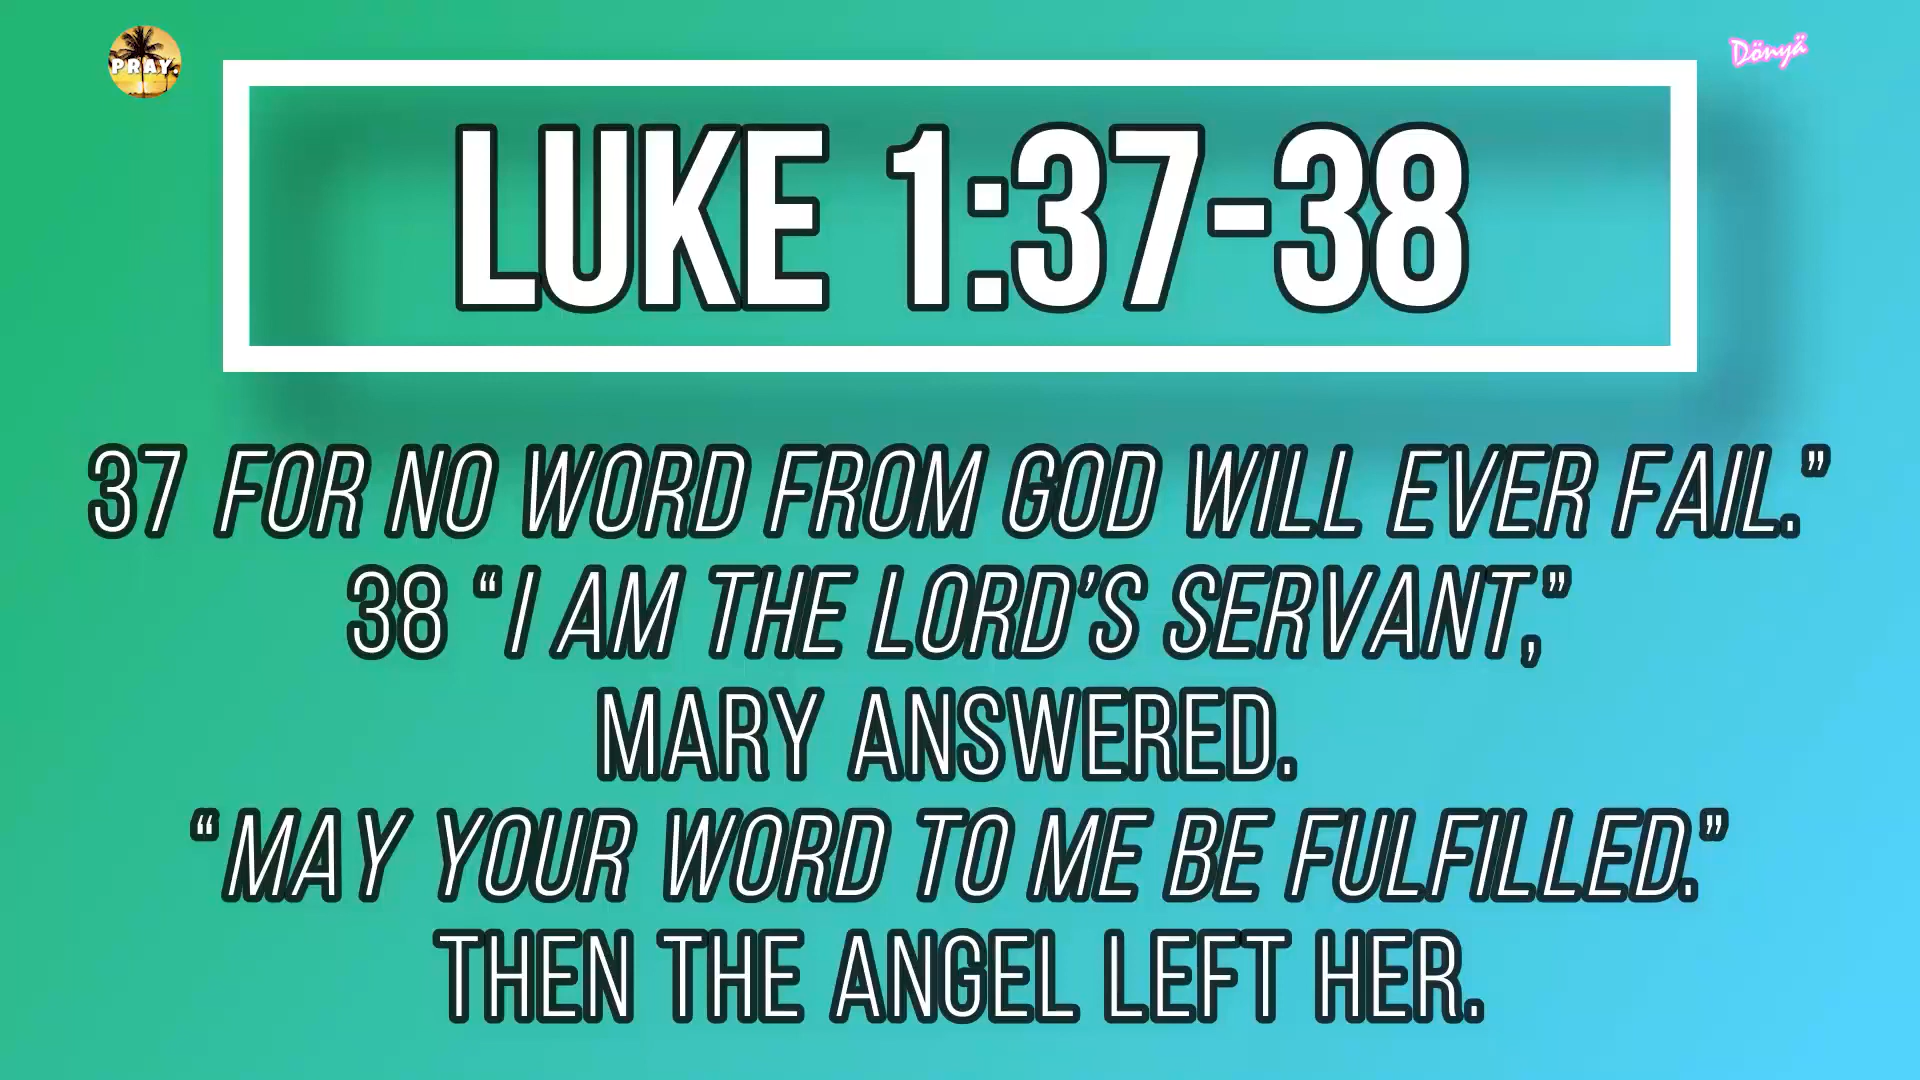 PRAY.
Dönyä
LUKE 1:37-38
37 FOR NO WORD FROM GOD WILL EVER FAIL.”
38 “I AM THE LORD’S SERVANT,”
MARY ANSWERED.
“MAY YOUR WORD TO ME BE FULFILLED.”
THEN THE ANGEL LEFT HER.